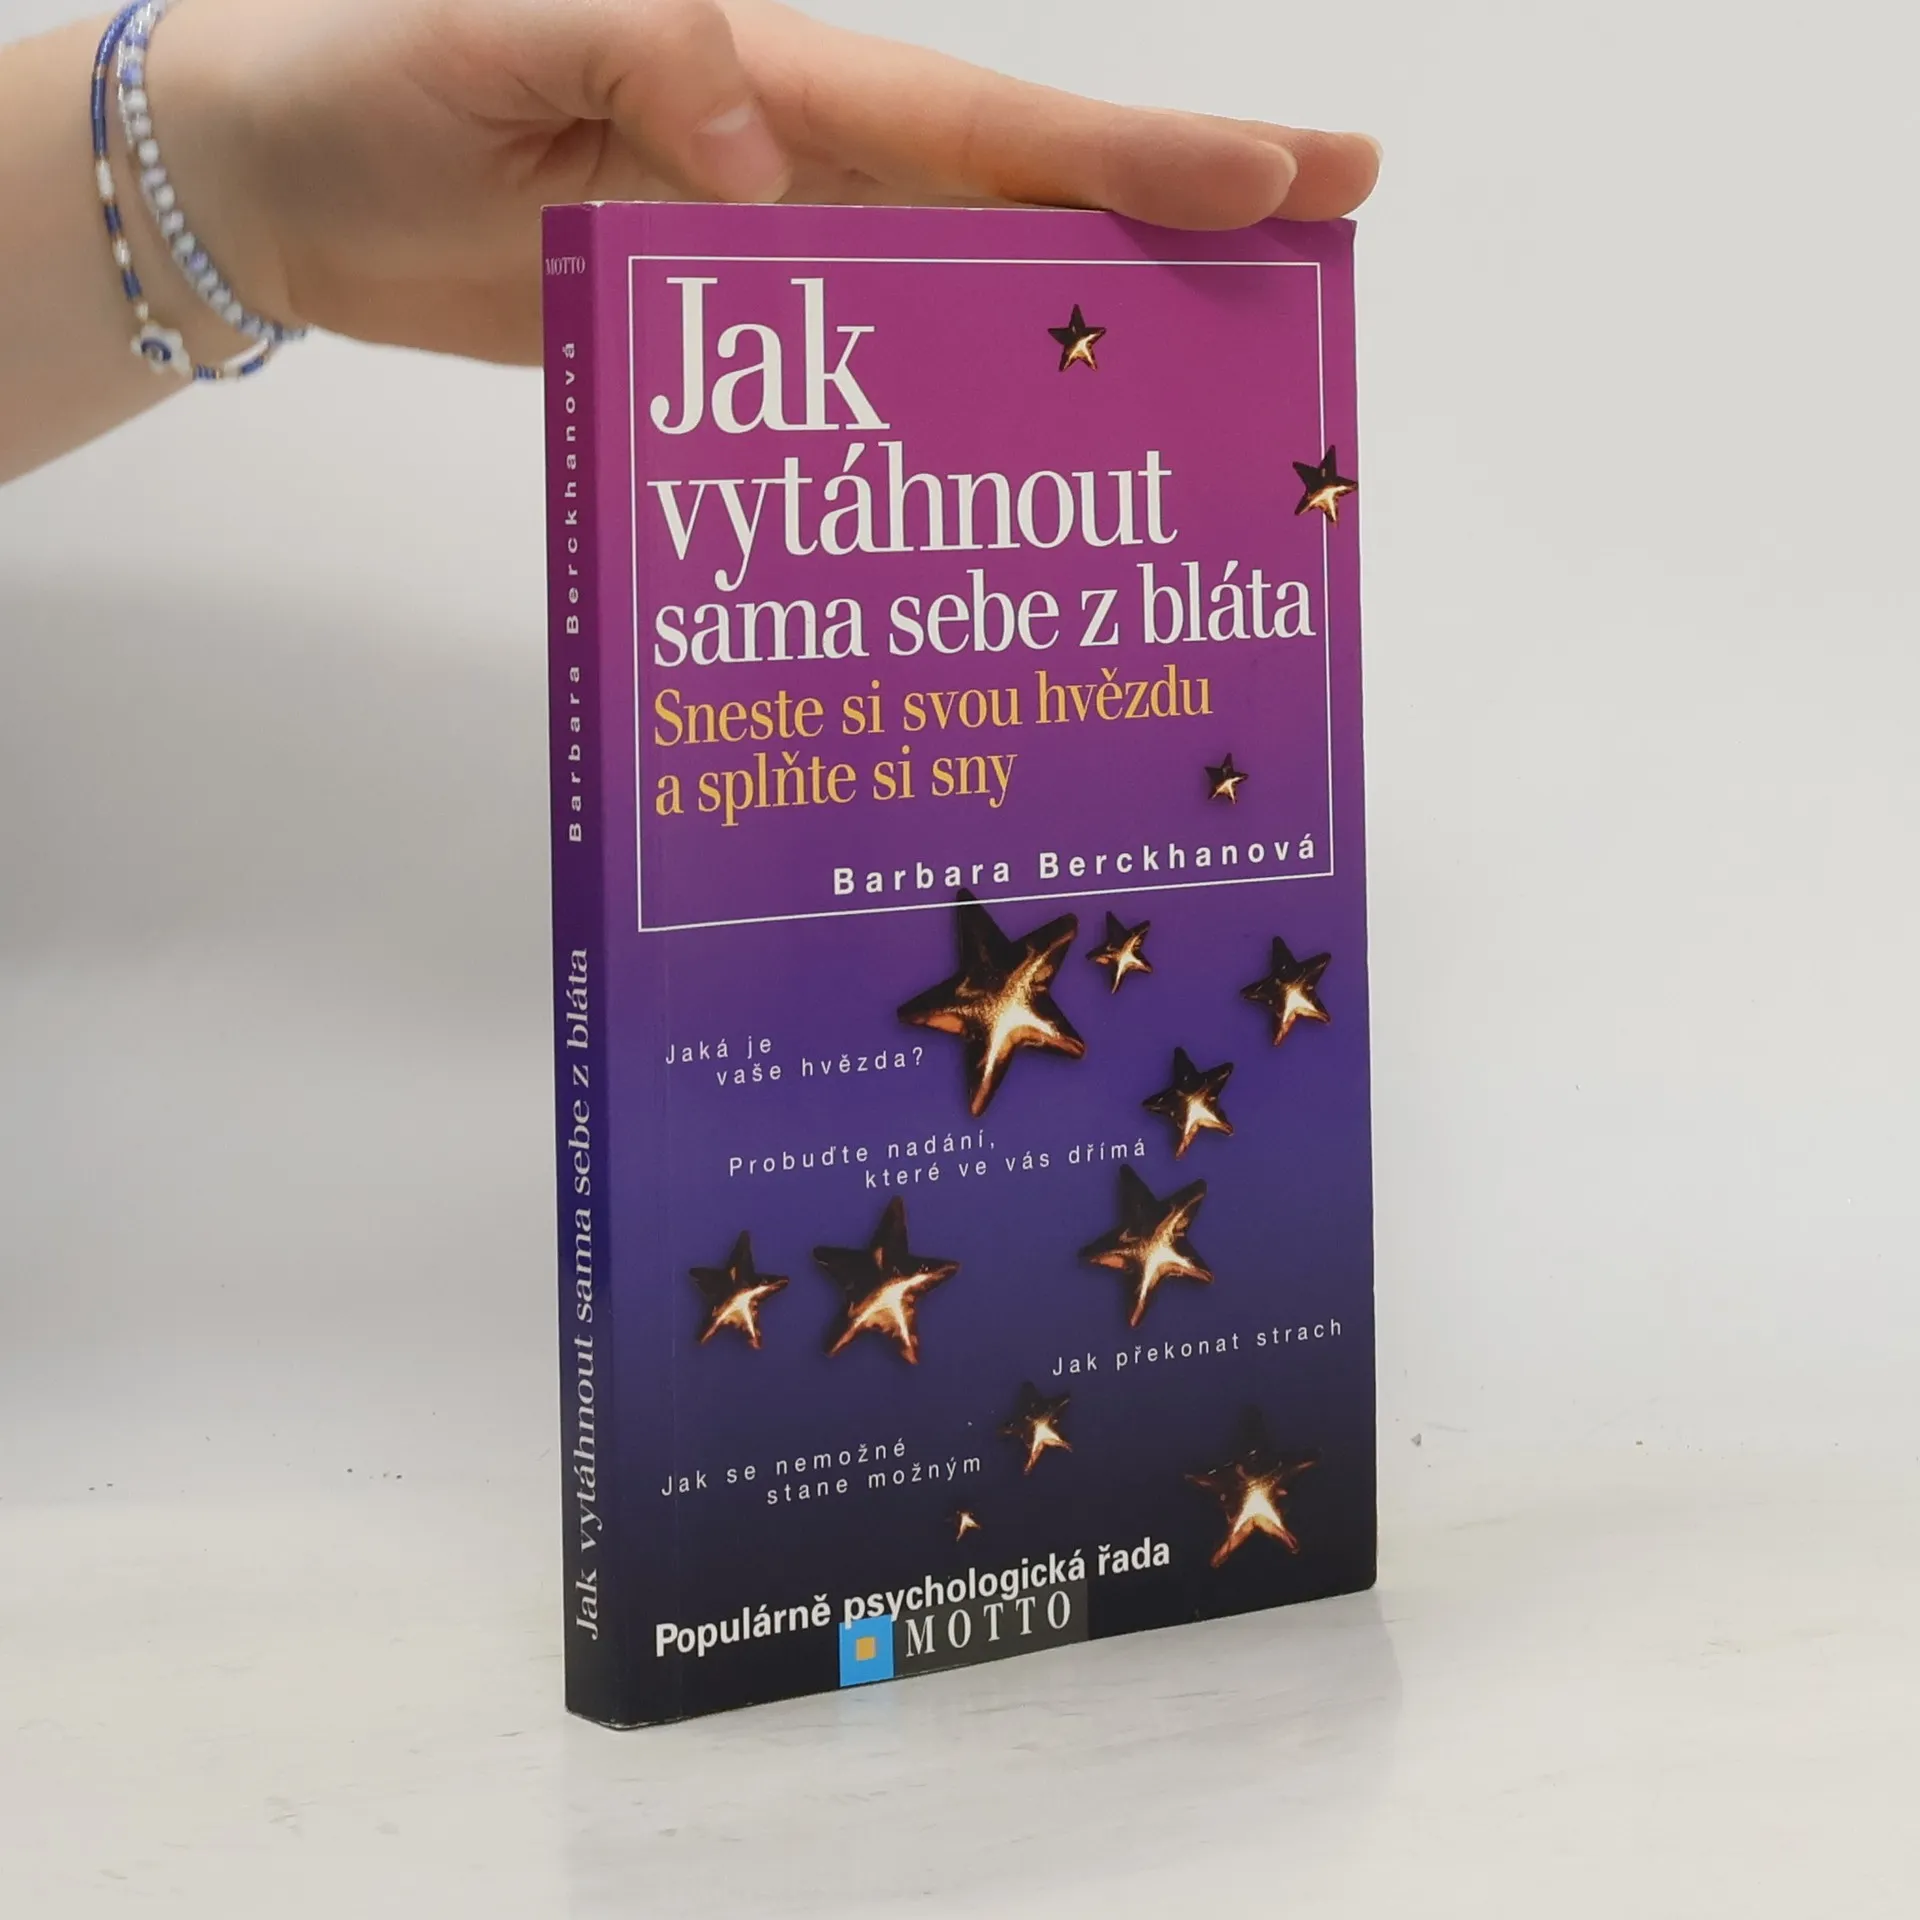 MOTTO
Barbara Berckhanová
Jak vytáhnout sama sebe z bláta
Jak
vytáhnout
sama sebe z bláta
Sneste si svou hvězdu
a splňte si sny
Barbara Berckhanová
Jaká je
vaše hvězda?
Probuďte nadání,
které ve vás dřímá
Jak překonat strach
Jak se nemožné
stane možným
Populárně psychologická řada
MOTTO